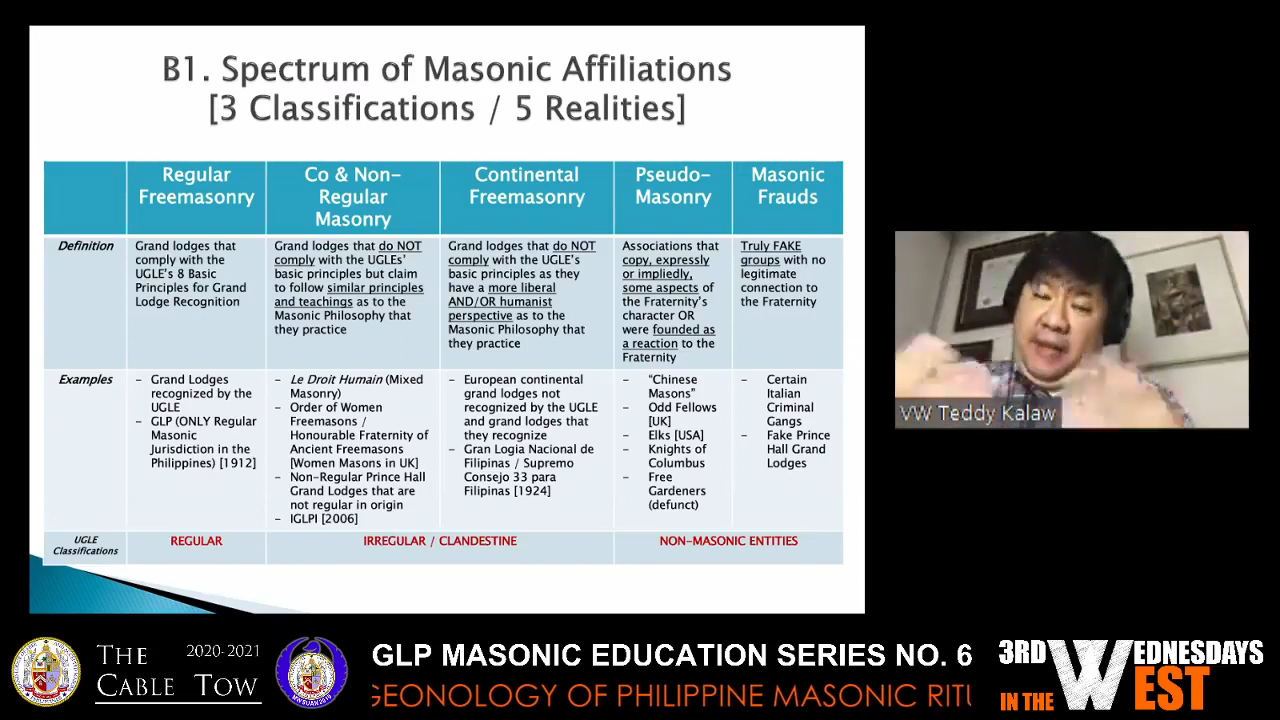 B1. Spectrum of Masonic Affiliations
[3 Classifications / 5 Realities]
Regular
Freemasonry
Co & Non-
Regular
Masonry
Continental
Freemasonry
Pseudo-
Masonry
Masonic
Frauds
Definition
Grand lodges that
comply with the
UGLE's 8 Basic
Principles for Grand
Lodge Recognition
Grand lodges that do NOT
comply with the UGLEs'
basic principles but claim
to follow similar principles
and teachings as to the
Masonic Philosophy that
they practice
Grand lodges that do NOT
comply with the UGLE's
basic principles as they
have a more liberal
AND/OR humanist
perspective as to the
Masonic Philosophy that
they practice
Associations that
copy, expressly
or impliedly,
some aspects of
the Fraternity's
character OR
were founded as
a reaction to the
Fraternity
Truly FAKE
groups with no
legitimate
connection to
the Fraternity
Examples
- Grand Lodges
recognized by the
UGLE
- GLP (ONLY Regular
Masonic
Jurisdiction in the
Philippines) [1912]
- Le Droit Humain (Mixed
Masonry)
- Order of Women
Freemasons /
Honourable Fraternity of
Ancient Freemasons
[Women Masons in UK]
- Non-Regular Prince Hall
Grand Lodges that are
not regular in origin
- IGLPI [2006]
- European continental
grand lodges not
recognized by the UGLE
and grand lodges that
they recognize
- Gran Logia Nacional de
Filipinas / Supremo
Consejo 33 para
Filipinas [1924]
- "Chinese
Masons"
- Odd Fellows
[UK]
- Elks [USA]
- Knights of
Columbus
- Free
Gardeners
(defunct)
- Certain
Italian
Criminal
Gangs
- Fake Prince
Hall Grand
Lodges
UGLE
Classifications
REGULAR
IRREGULAR / CLANDESTINE
NON-MASONIC ENTITIES
VW Teddy Kalaw
THE 2020-2021
CABLE TOW
GLP MASONIC EDUCATION SERIES NO. 6
GEONOLOGY OF PHILIPPINE MASONIC RITU
3RD WEDNESDAYS
IN THE WEST